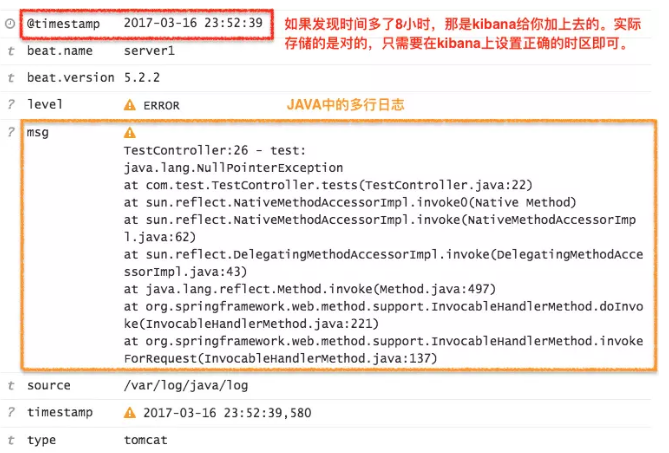 @timestamp 2017-03-16 23:52:39 如果发现时间多了8小时，那是kibana给你加上去的。实际
存储的是对的，只需要在kibana上设置正确的时区即可。
t beat.name server1
t beat.version 5.2.2
? level ERROR JAVA中的多行日志
? msg
TestController:26 - test:
java.lang.NullPointerException
at com.test.TestController.tests(TestController.java:22)
at sun.reflect.NativeMethodAccessorImpl.invoke0(Native Method)
at sun.reflect.NativeMethodAccessorImpl.invoke(NativeMethodAccessorImp
l.java:62)
at sun.reflect.DelegatingMethodAccessorImpl.invoke(DelegatingMethodAcce
ssorImpl.java:43)
at java.lang.reflect.Method.invoke(Method.java:497)
at org.springframework.web.method.support.InvocableHandlerMethod.doInvo
ke(InvocableHandlerMethod.java:221)
at org.springframework.web.method.support.InvocableHandlerMethod.invoke
ForRequest(InvocableHandlerMethod.java:137)
t source /var/log/java/log
? timestamp 2017-03-16 23:52:39,580
t type tomcat